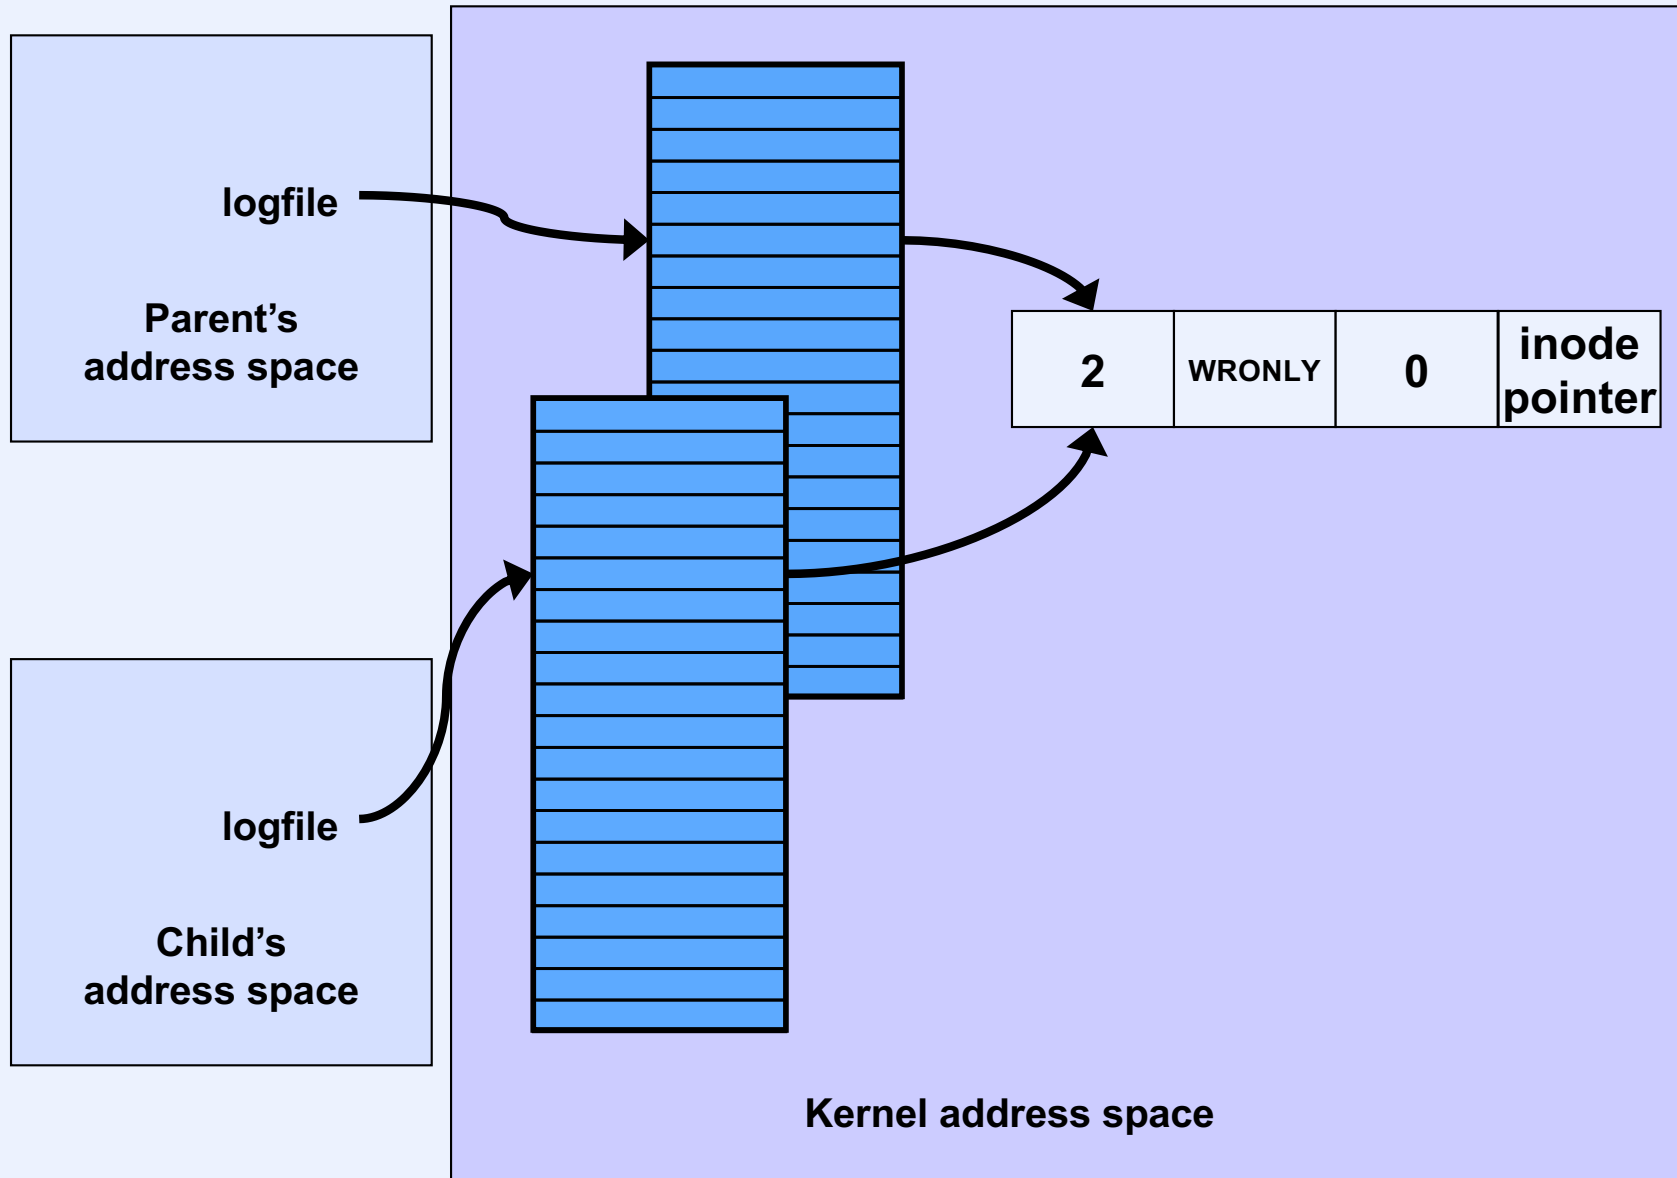 logfile
Parent’s
address space
2
WRONLY
0
inode
pointer
logfile
Child’s
address space
Kernel address space